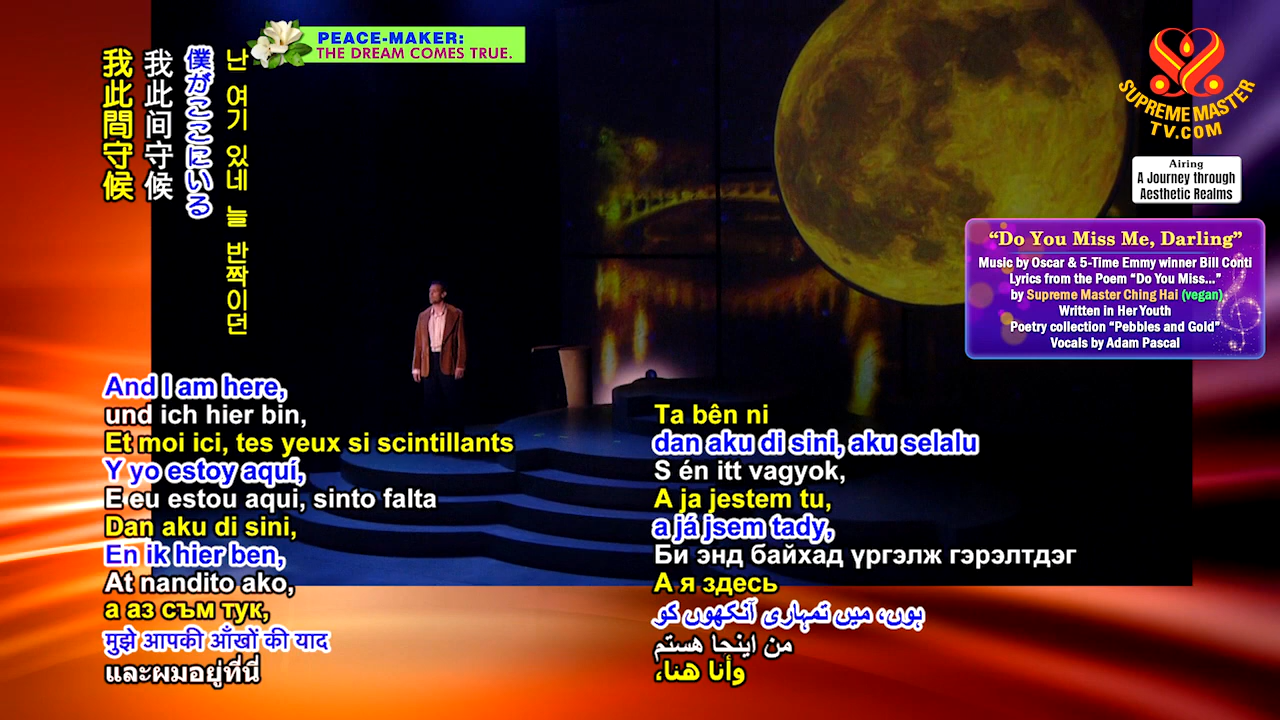 PEACE-MAKER:
THE DREAM COMES TRUE.
SUPREME MASTER
TV.COM
Airing
A Journey through
Aesthetic Realms
“Do You Miss Me, Darling”
Music by Oscar & 5-Time Emmy winner Bill Conti
Lyrics from the Poem “Do You Miss...”
by Supreme Master Ching Hai (vegan)
Written in Her Youth
Poetry collection “Pebbles and Gold”
Vocals by Adam Pascal
난 여기 있네 늘 반짝이던
僕がここにいる
我此间守候
我此間守候
And I am here,
und ich hier bin,
Et moi ici, tes yeux si scintillants
Y yo estoy aquí,
E eu estou aqui, sinto falta
Dan aku di sini,
En ik hier ben,
At nandito ako,
а аз съм тук,
मुझे आपकी आँखों की याद
และผมอยู่ที่นี่
Ta bên ni
dan aku di sini, aku selalu
S én itt vagyok,
A ja jestem tu,
a já jsem tady,
Би энд байхад үргэлж гэрэлтдэг
А я здесь
ہوں، میں تمہاری آنکھوں کو
من اینجا هستم
وأنا هنا،